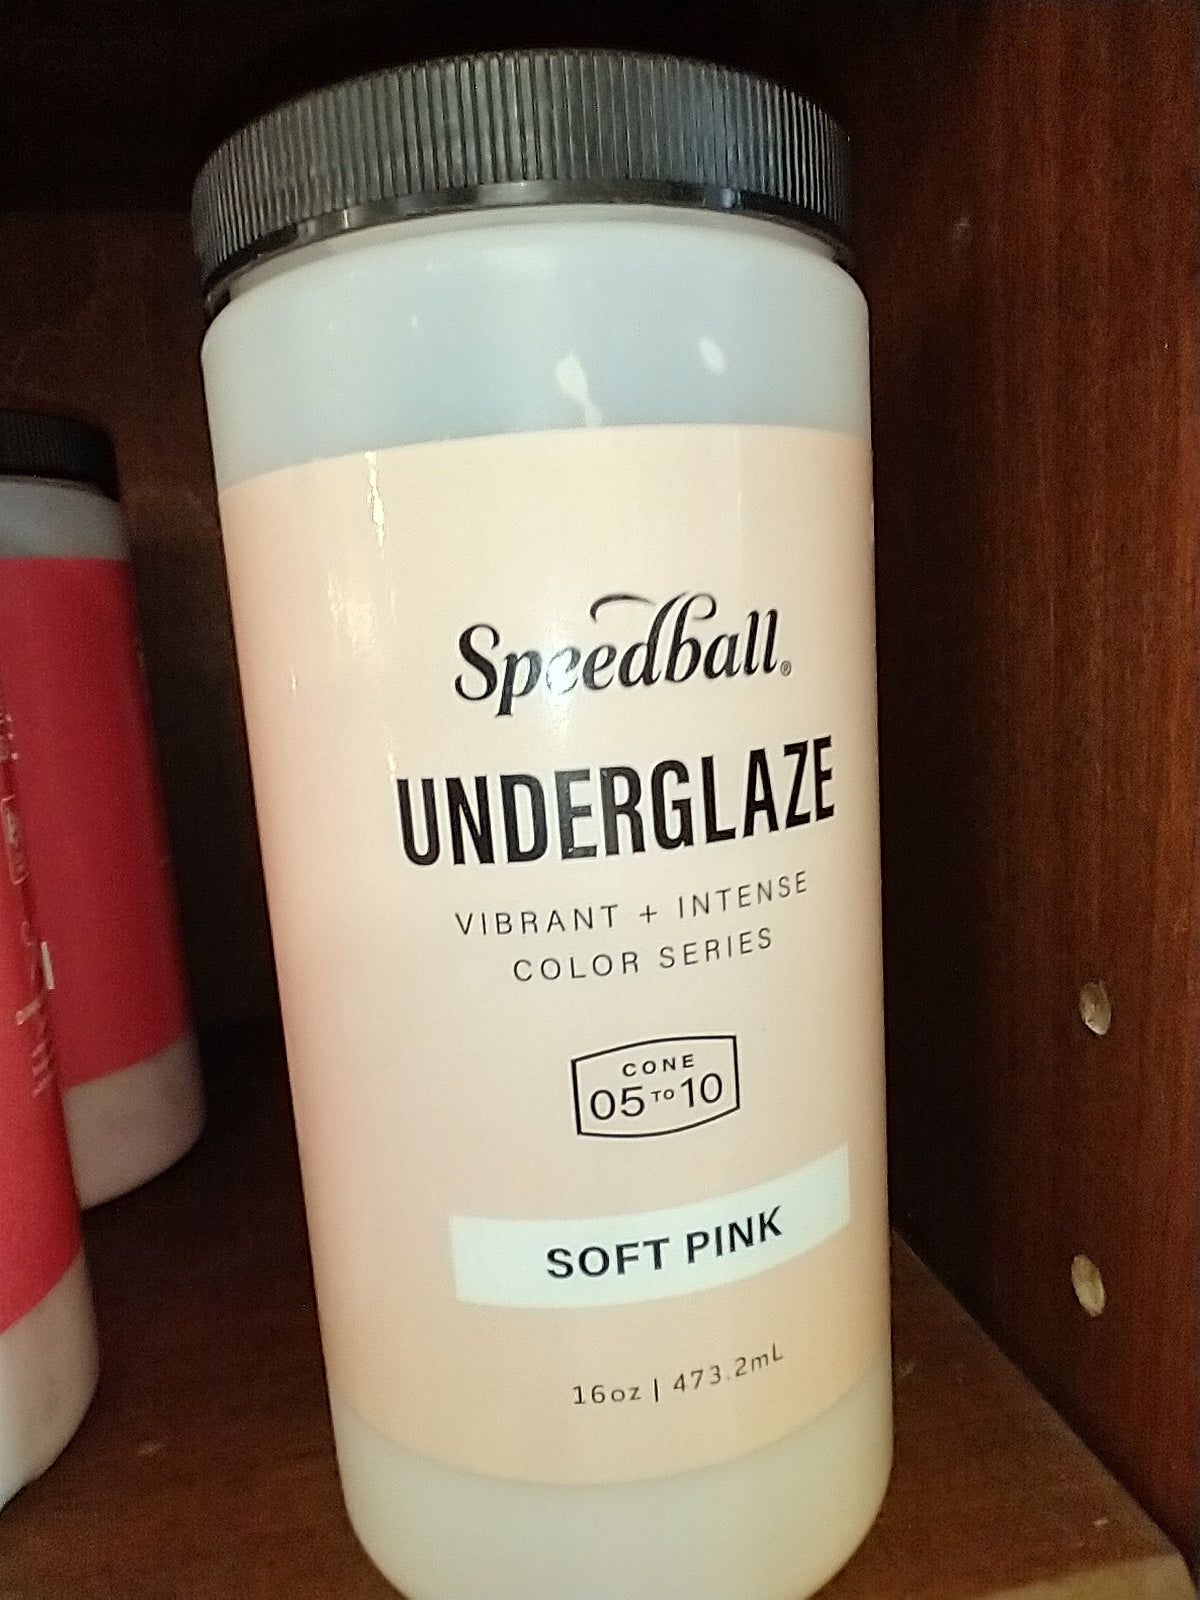 Speedball®
UNDERGLAZE
VIBRANT + INTENSE
COLOR SERIES
CONE
05 TO 10
SOFT PINK
16oz | 473.2mL